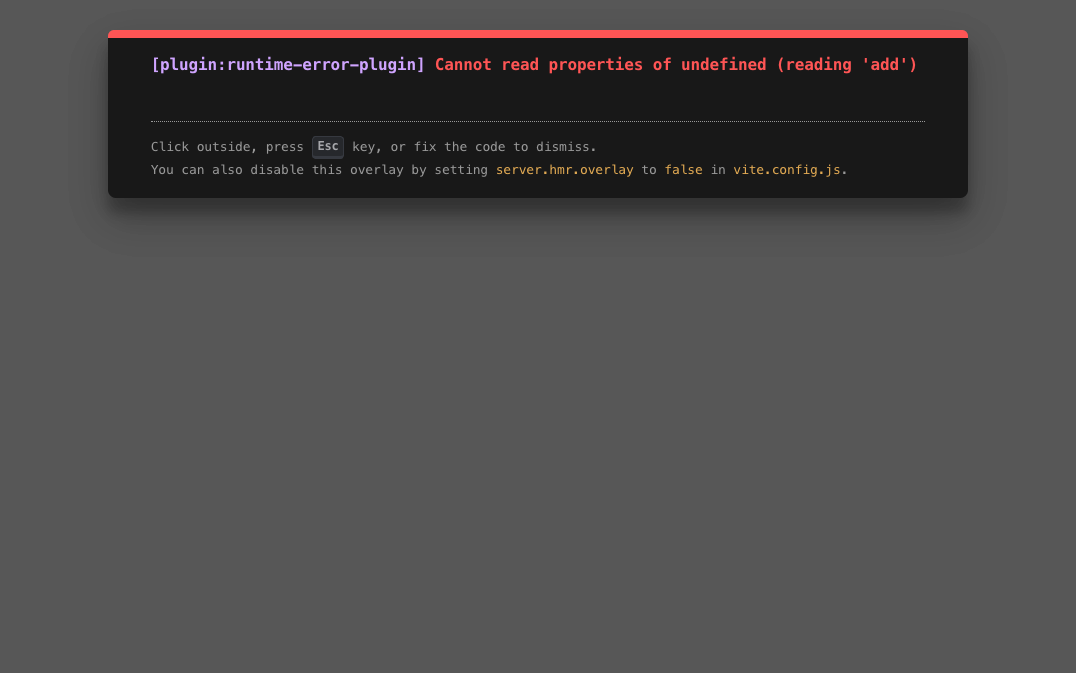 [plugin:runtime-error-plugin] Cannot read properties of undefined (reading 'add')
Click outside, press Esc key, or fix the code to dismiss.
You can also disable this overlay by setting server.hmr.overlay to false in vite.config.js.